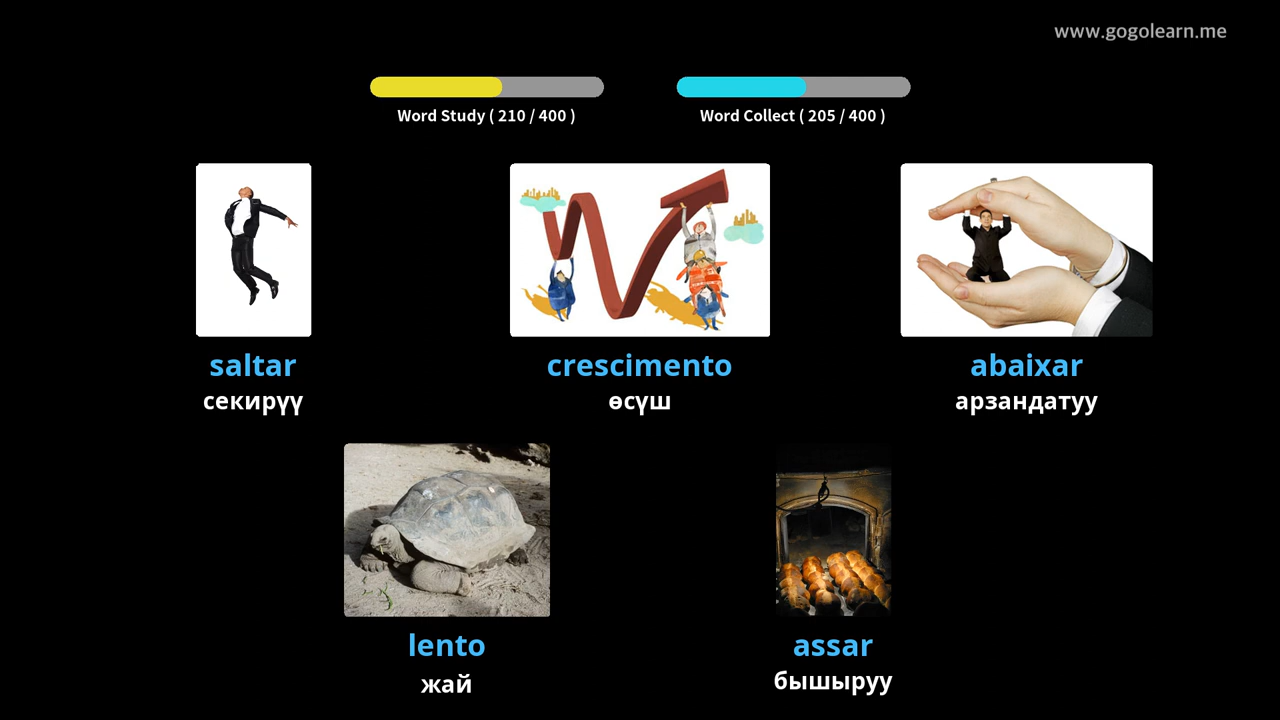 www.gogolearn.me
Word Study ( 210 / 400 )
Word Collect ( 205 / 400 )
saltar
секирүү
crescimento
өсүш
abaixar
арзандатуу
lento
жай
assar
бышыруу